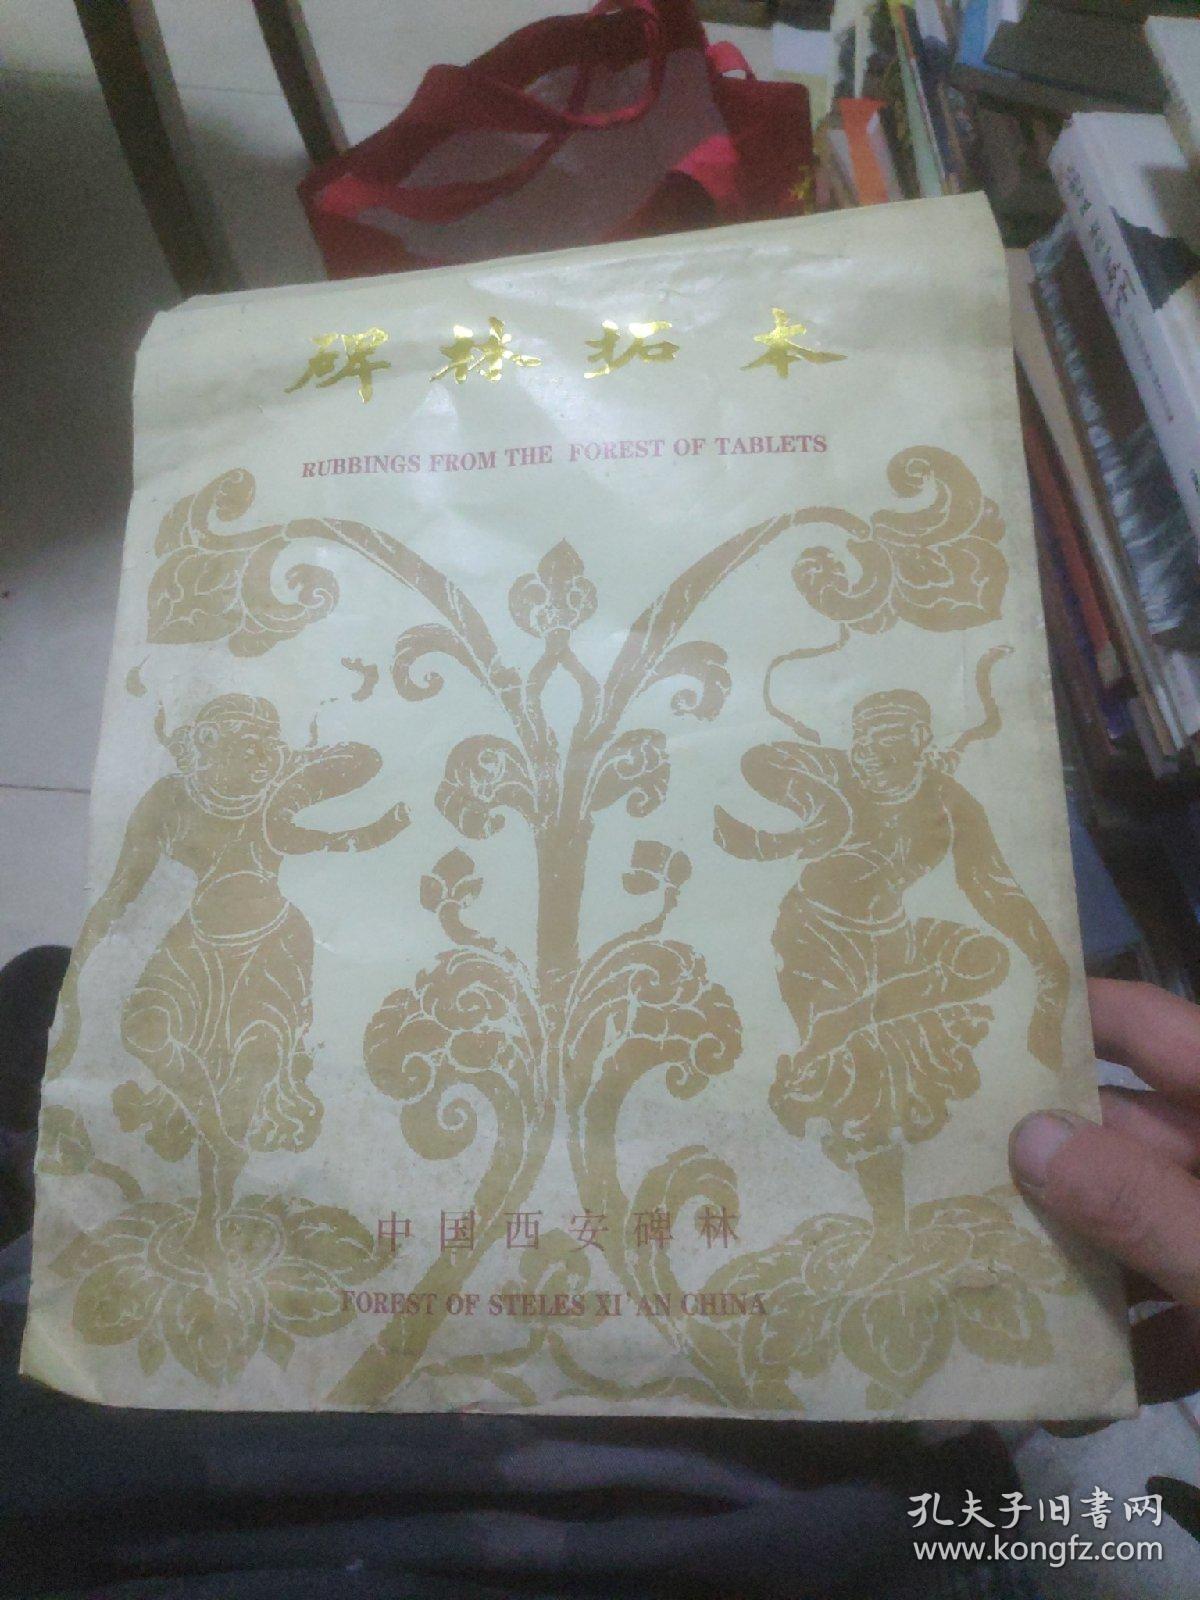 碑林拓本
RUBBINGS FROM THE FOREST OF TABLETS
中国西安碑林
FOREST OF STELES XI'AN CHINA
孔夫子旧书网
www.kongfz.com